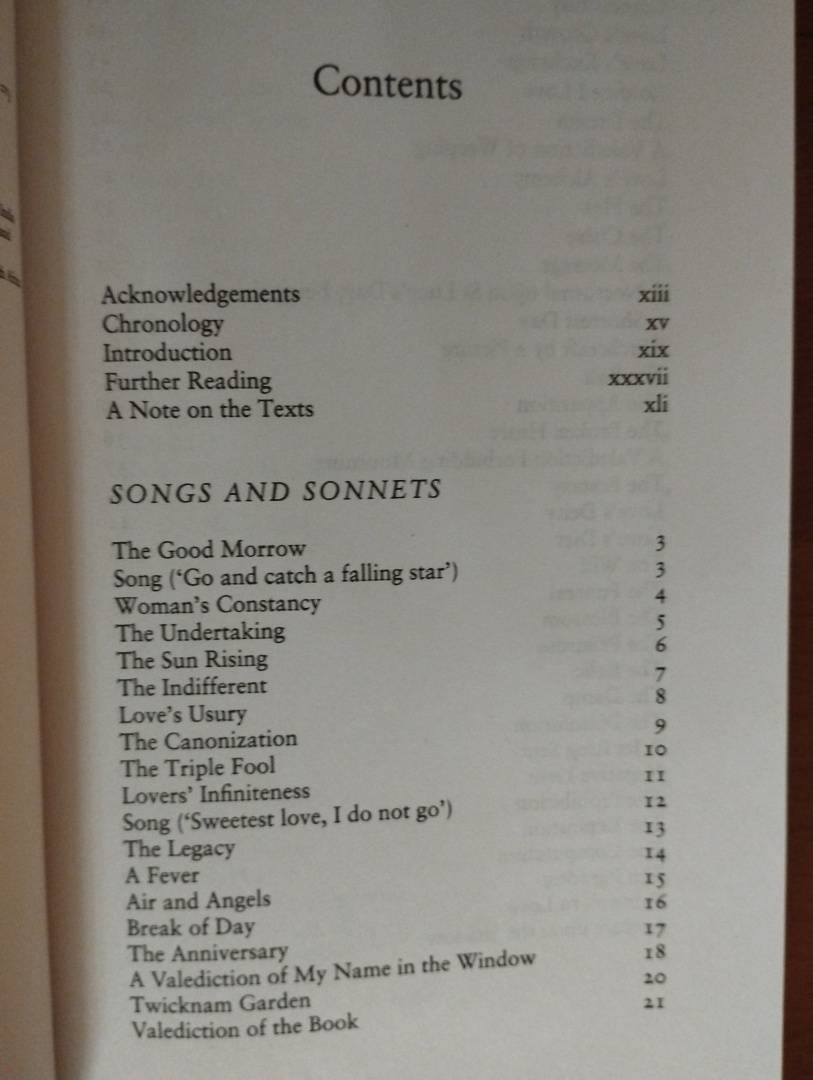 Contents
Acknowledgements xiii
Chronology xv
Introduction xix
Further Reading xxxvii
A Note on the Texts xli
SONGS AND SONNETS
The Good Morrow 3
Song (‘Go and catch a falling star’) 3
Woman’s Constancy 4
The Undertaking 5
The Sun Rising 6
The Indifferent 7
Love’s Usury 8
The Canonization 9
The Triple Fool 10
Lovers’ Infiniteness 11
Song (‘Sweetest love, I do not go’) 12
The Legacy 13
A Fever 14
Air and Angels 15
Break of Day 16
The Anniversary 17
A Valediction of My Name in the Window 18
Twicknam Garden 20
Valediction of the Book 21